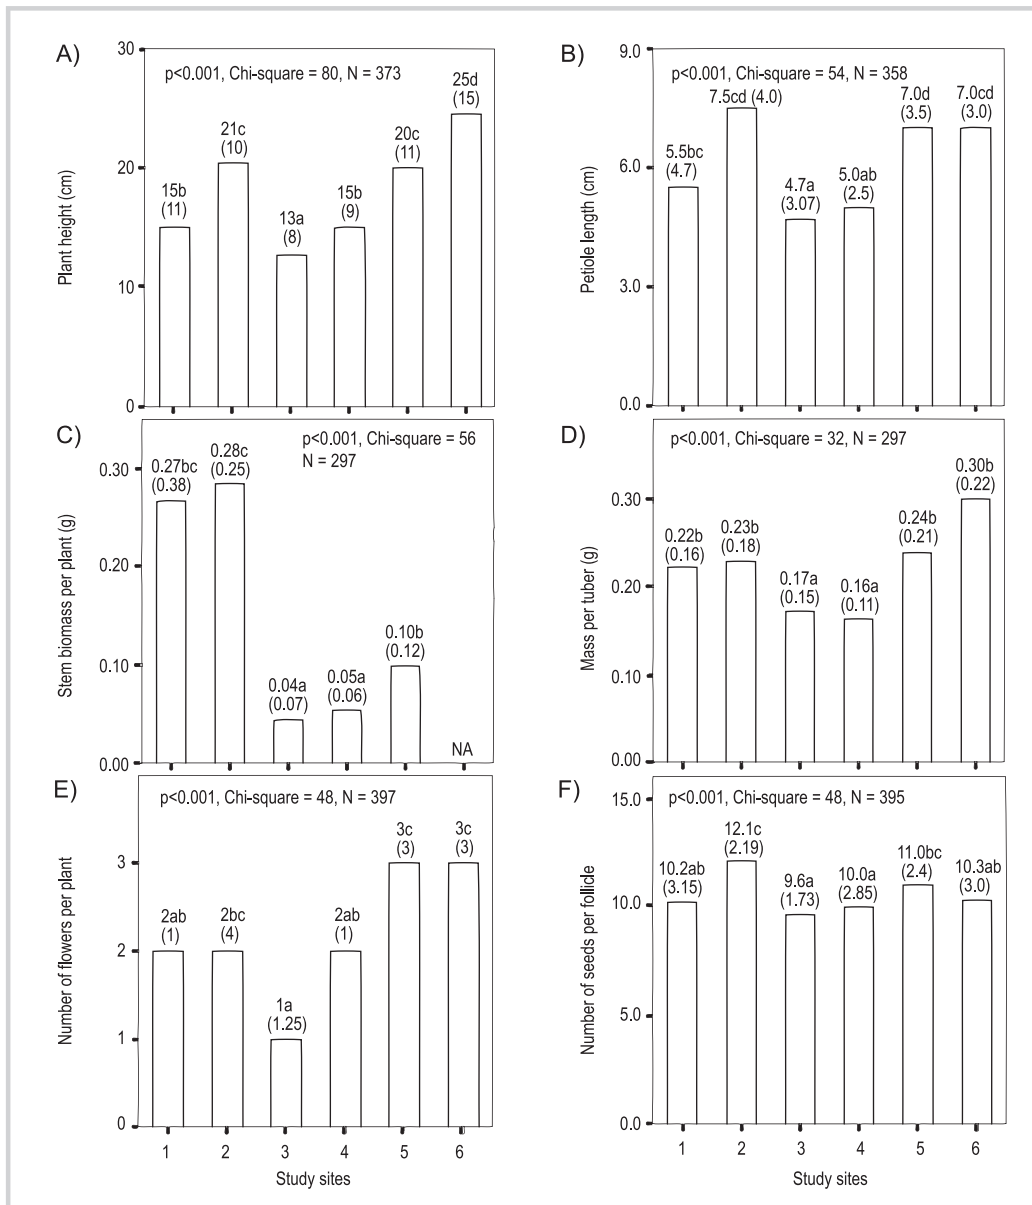 A)
p<0.001, Chi-square = 80, N = 373
30
20
10
0
Plant height (cm)
15b
(11)
21c
(10)
13a
(8)
15b
(9)
20c
(11)
25d
(15)
B)
p<0.001, Chi-square = 54, N = 358
9.0
6.0
3.0
0.0
Petiole length (cm)
5.5bc
(4.7)
7.5cd (4.0)
4.7a
(3.07)
5.0ab
(2.5)
7.0d
(3.5)
7.0cd
(3.0)
C)
p<0.001, Chi-square = 56
N = 297
0.30
0.20
0.10
0.00
Stem biomass per plant (g)
0.27bc
(0.38)
0.28c
(0.25)
0.04a
(0.07)
0.05a
(0.06)
0.10b
(0.12)
NA
D)
p<0.001, Chi-square = 32, N = 297
0.30
0.20
0.10
0.00
Mass per tuber (g)
0.22b
(0.16)
0.23b
(0.18)
0.17a
(0.15)
0.16a
(0.11)
0.24b
(0.21)
0.30b
(0.22)
E)
p<0.001, Chi-square = 48, N = 397
3
2
1
0
Number of flowers per plant
2ab
(1)
2bc
(4)
1a
(1.25)
2ab
(1)
3c
(3)
3c
(3)
1
2
3
4
5
6
Study sites
F)
p<0.001, Chi-square = 48, N = 395
15.0
10.0
5.0
0.0
Number of seeds per follicle
10.2ab
(3.15)
12.1c
(2.19)
9.6a
(1.73)
10.0a
(2.85)
11.0bc
(2.4)
10.3ab
(3.0)
1
2
3
4
5
6
Study sites